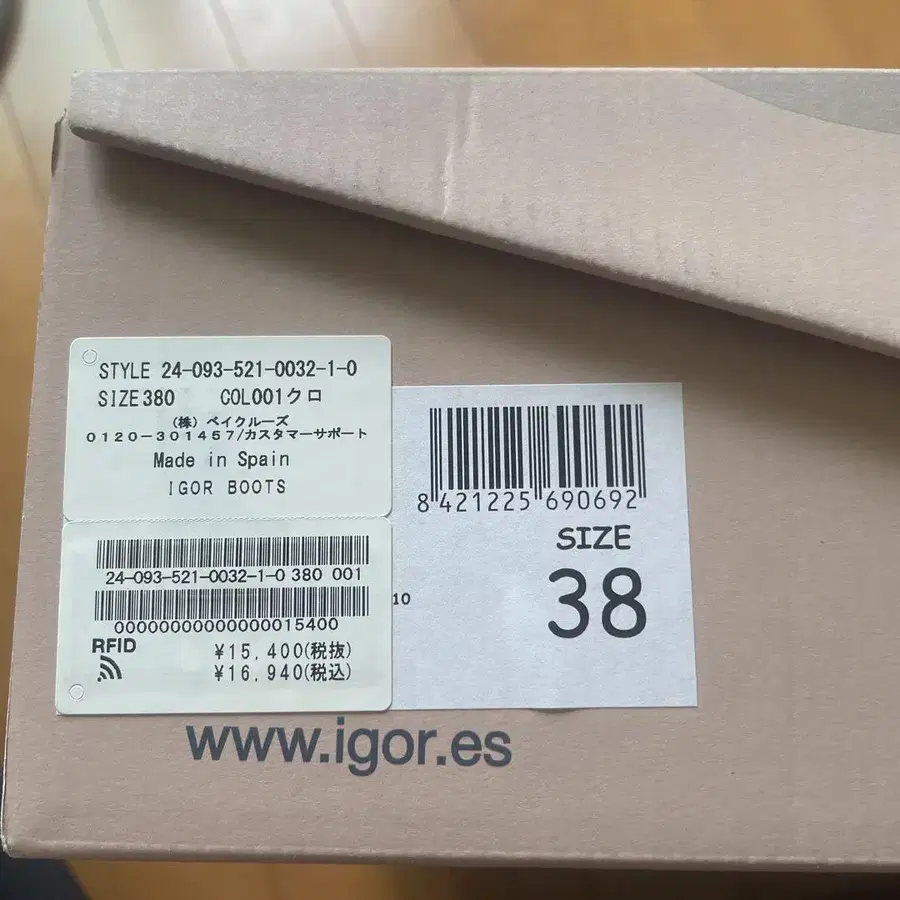 STYLE 24-093-521-0032-1-0
SIZE380 COL001クロ
(株) ベイクルーズ
0120-301457/カスタマーサポート
Made in Spain
IGOR BOOTS
24-093-521-0032-1-0 380 001
00000000000000015400
RFID
¥15,400(税抜)
¥16,940(税込)
8 421225 690692
SIZE
38
10
www.igor.es